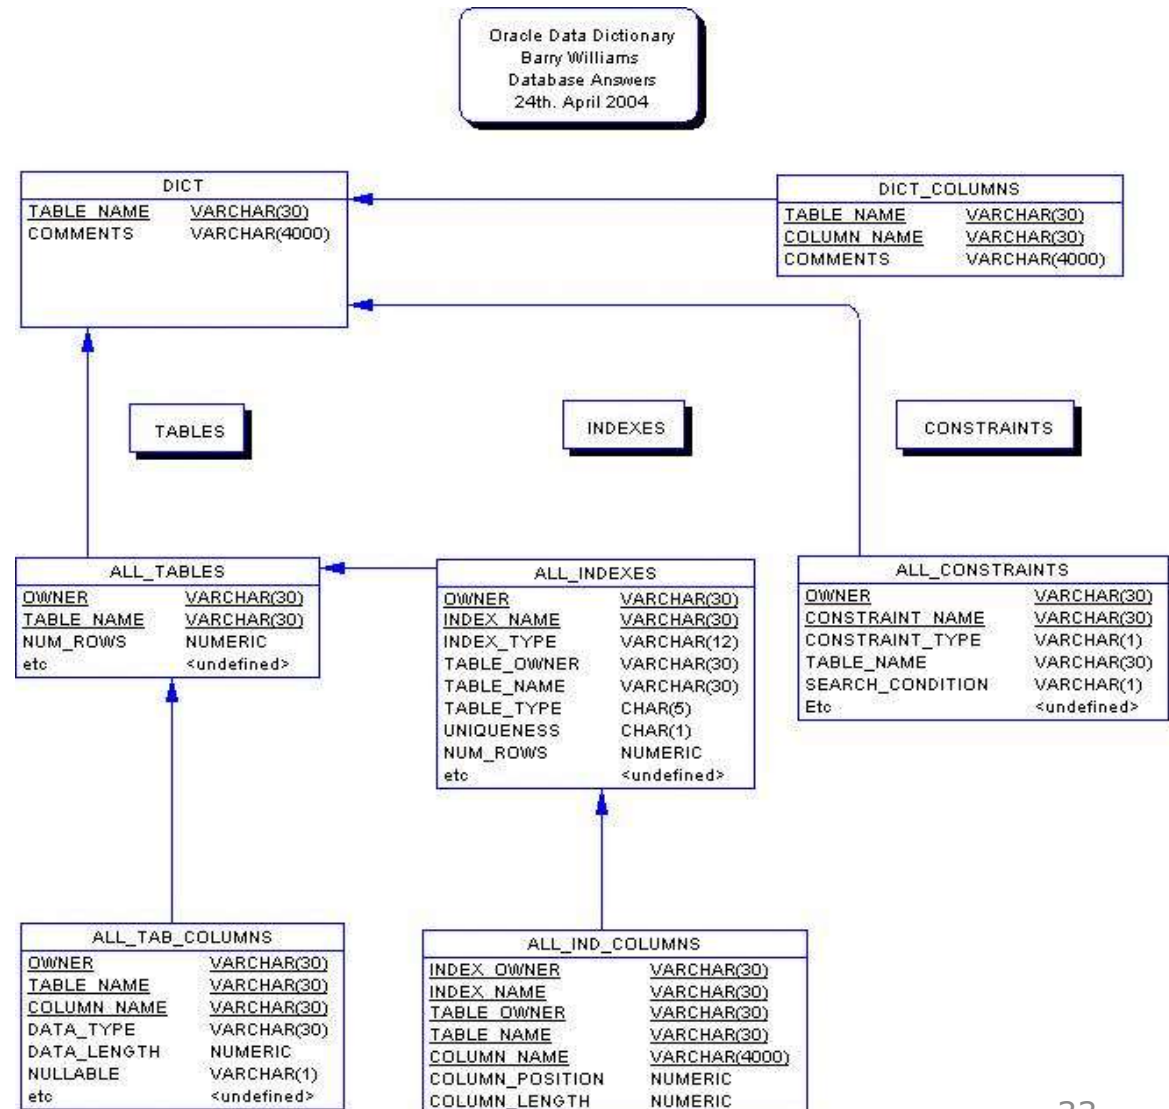 Oracle Data Dictionary
Barry Williams
Database Answers
24th. April 2004
DICT
TABLE_NAME VARCHAR(30)
COMMENTS VARCHAR(4000)
DICT_COLUMNS
TABLE_NAME VARCHAR(30)
COLUMN_NAME VARCHAR(30)
COMMENTS VARCHAR(4000)
TABLES
INDEXES
CONSTRAINTS
ALL_TABLES
OWNER VARCHAR(30)
TABLE_NAME VARCHAR(30)
NUM_ROWS NUMERIC
etc <undefined>
ALL_INDEXES
OWNER VARCHAR(30)
INDEX_NAME VARCHAR(30)
INDEX_TYPE VARCHAR(12)
TABLE_OWNER VARCHAR(30)
TABLE_NAME VARCHAR(30)
TABLE_TYPE CHAR(5)
UNIQUENESS CHAR(1)
NUM_ROWS NUMERIC
etc <undefined>
ALL_CONSTRAINTS
OWNER VARCHAR(30)
CONSTRAINT_NAME VARCHAR(30)
CONSTRAINT_TYPE VARCHAR(1)
TABLE_NAME VARCHAR(30)
SEARCH_CONDITION VARCHAR(1)
Etc <undefined>
ALL_TAB_COLUMNS
OWNER VARCHAR(30)
TABLE_NAME VARCHAR(30)
COLUMN_NAME VARCHAR(30)
DATA_TYPE VARCHAR(30)
DATA_LENGTH NUMERIC
NULLABLE VARCHAR(1)
etc <undefined>
ALL_IND_COLUMNS
INDEX_OWNER VARCHAR(30)
INDEX_NAME VARCHAR(30)
TABLE_OWNER VARCHAR(30)
TABLE_NAME VARCHAR(30)
COLUMN_NAME VARCHAR(4000)
COLUMN_POSITION NUMERIC
COLUMN_LENGTH NUMERIC